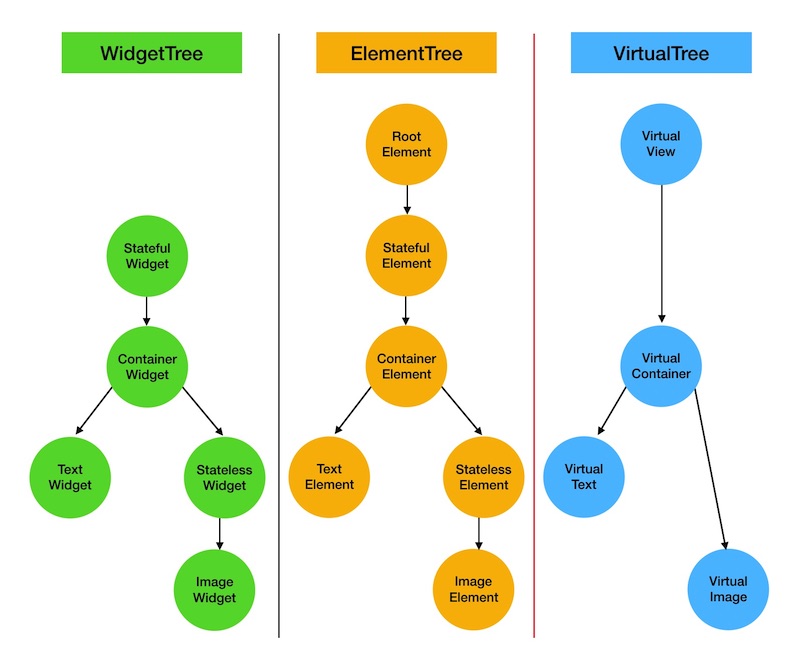 WidgetTree
ElementTree
VirtualTree
Root
Element
Virtual
View
Stateful
Widget
Stateful
Element
Container
Widget
Container
Element
Virtual
Container
Text
Widget
Stateless
Widget
Text
Element
Stateless
Element
Virtual
Text
Image
Widget
Image
Element
Virtual
Image